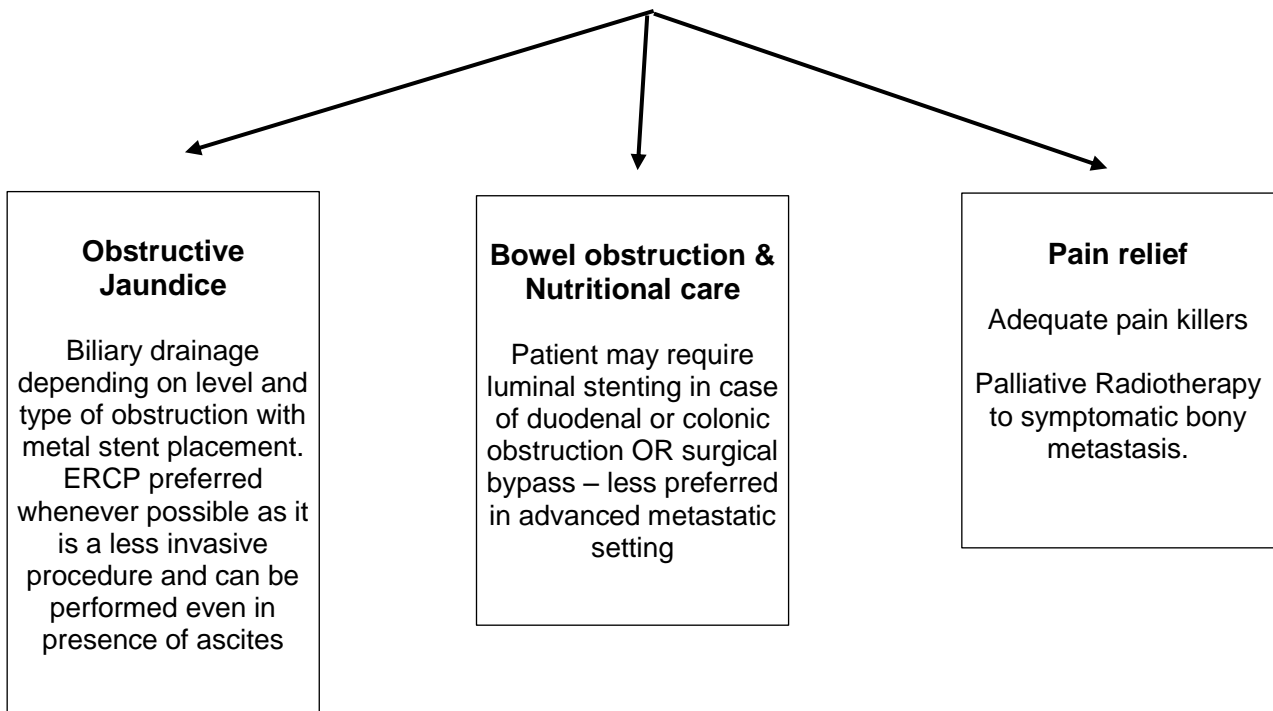 Obstructive
Jaundice
Biliary drainage
depending on level and
type of obstruction with
metal stent placement.
ERCP preferred
whenever possible as it
is a less invasive
procedure and can be
performed even in
presence of ascites
Bowel obstruction &
Nutritional care
Patient may require
luminal stenting in case
of duodenal or colonic
obstruction OR surgical
bypass – less preferred
in advanced metastatic
setting
Pain relief
Adequate pain killers
Palliative Radiotherapy
to symptomatic bony
metastasis.